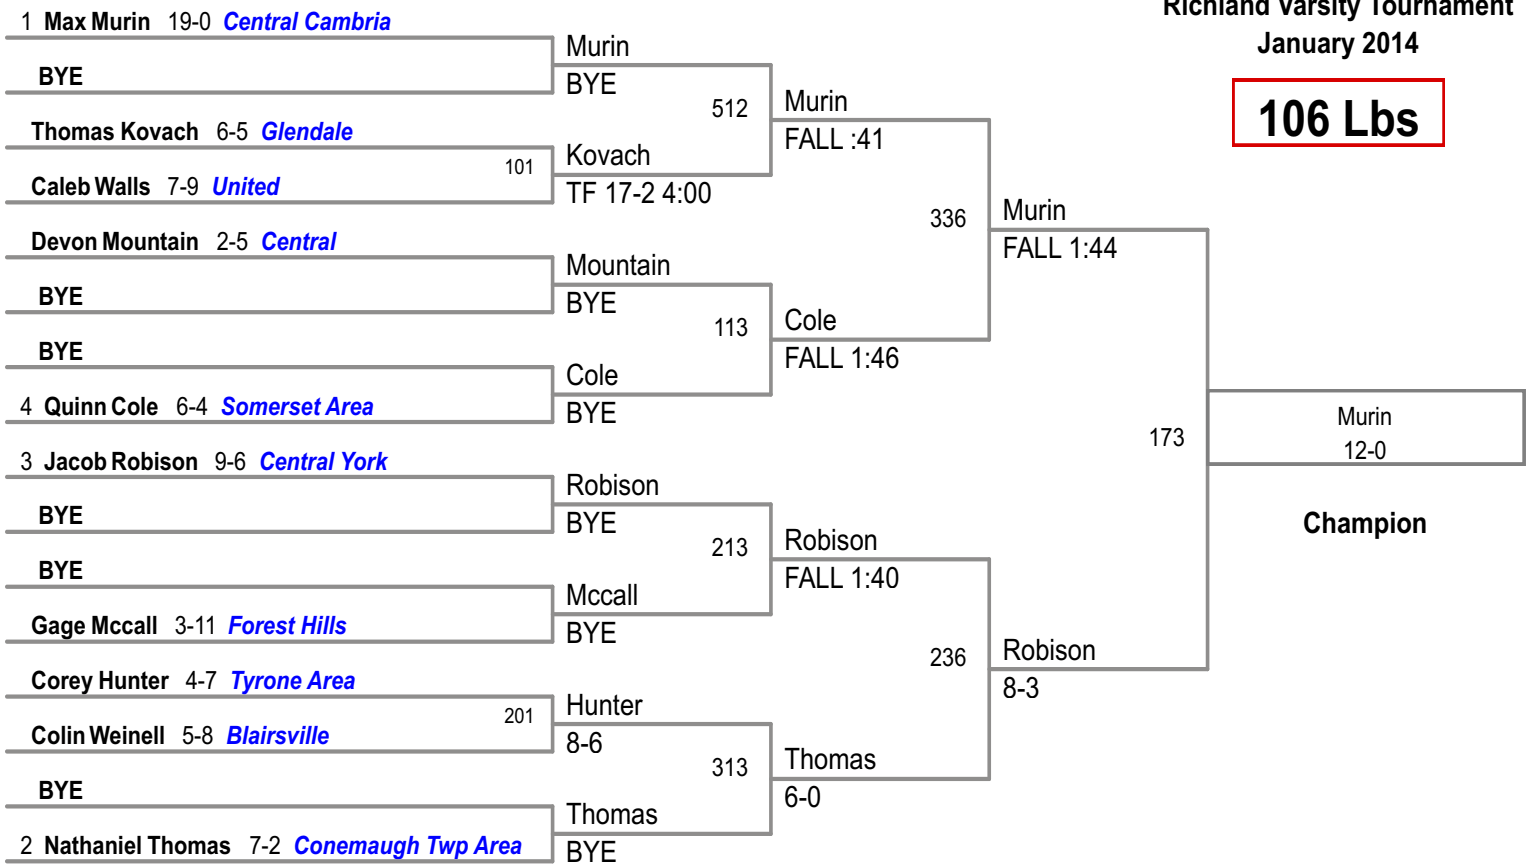 Richland Varsity Tournament
January 2014
106 Lbs
1 Max Murin 19-0 Central Cambria
BYE
Thomas Kovach 6-5 Glendale
Caleb Walls 7-9 United
Devon Mountain 2-5 Central
BYE
BYE
4 Quinn Cole 6-4 Somerset Area
3 Jacob Robison 9-6 Central York
BYE
BYE
Gage Mccall 3-11 Forest Hills
Corey Hunter 4-7 Tyrone Area
Colin Weinell 5-8 Blairsville
BYE
2 Nathaniel Thomas 7-2 Conemaugh Twp Area
101
201
Murin
BYE
Kovach
TF 17-2 4:00
Mountain
BYE
Cole
BYE
Robison
BYE
Mccall
BYE
Hunter
8-6
Thomas
BYE
512
113
213
313
Murin
FALL :41
Cole
FALL 1:46
Robison
FALL 1:40
Thomas
6-0
336
236
Murin
FALL 1:44
Robison
8-3
173
Murin
12-0
Champion